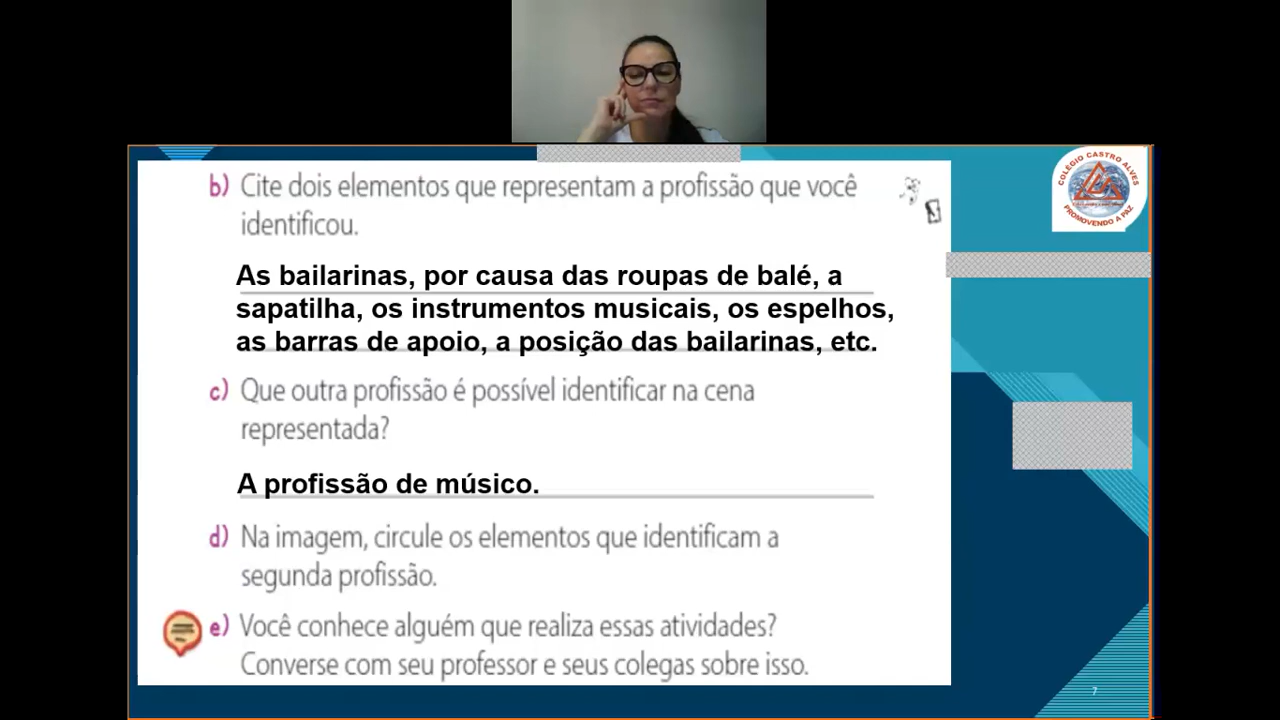 COLÉGIO CASTRO ALVES
PROMOVENDO A PAZ
b) Cite dois elementos que representam a profissão que você
identificou.
As bailarinas, por causa das roupas de balé, a
sapatilha, os instrumentos musicais, os espelhos,
as barras de apoio, a posição das bailarinas, etc.
c) Que outra profissão é possível identificar na cena
representada?
A profissão de músico.
d) Na imagem, circule os elementos que identificam a
segunda profissão.
e) Você conhece alguém que realiza essas atividades?
Converse com seu professor e seus colegas sobre isso.
7